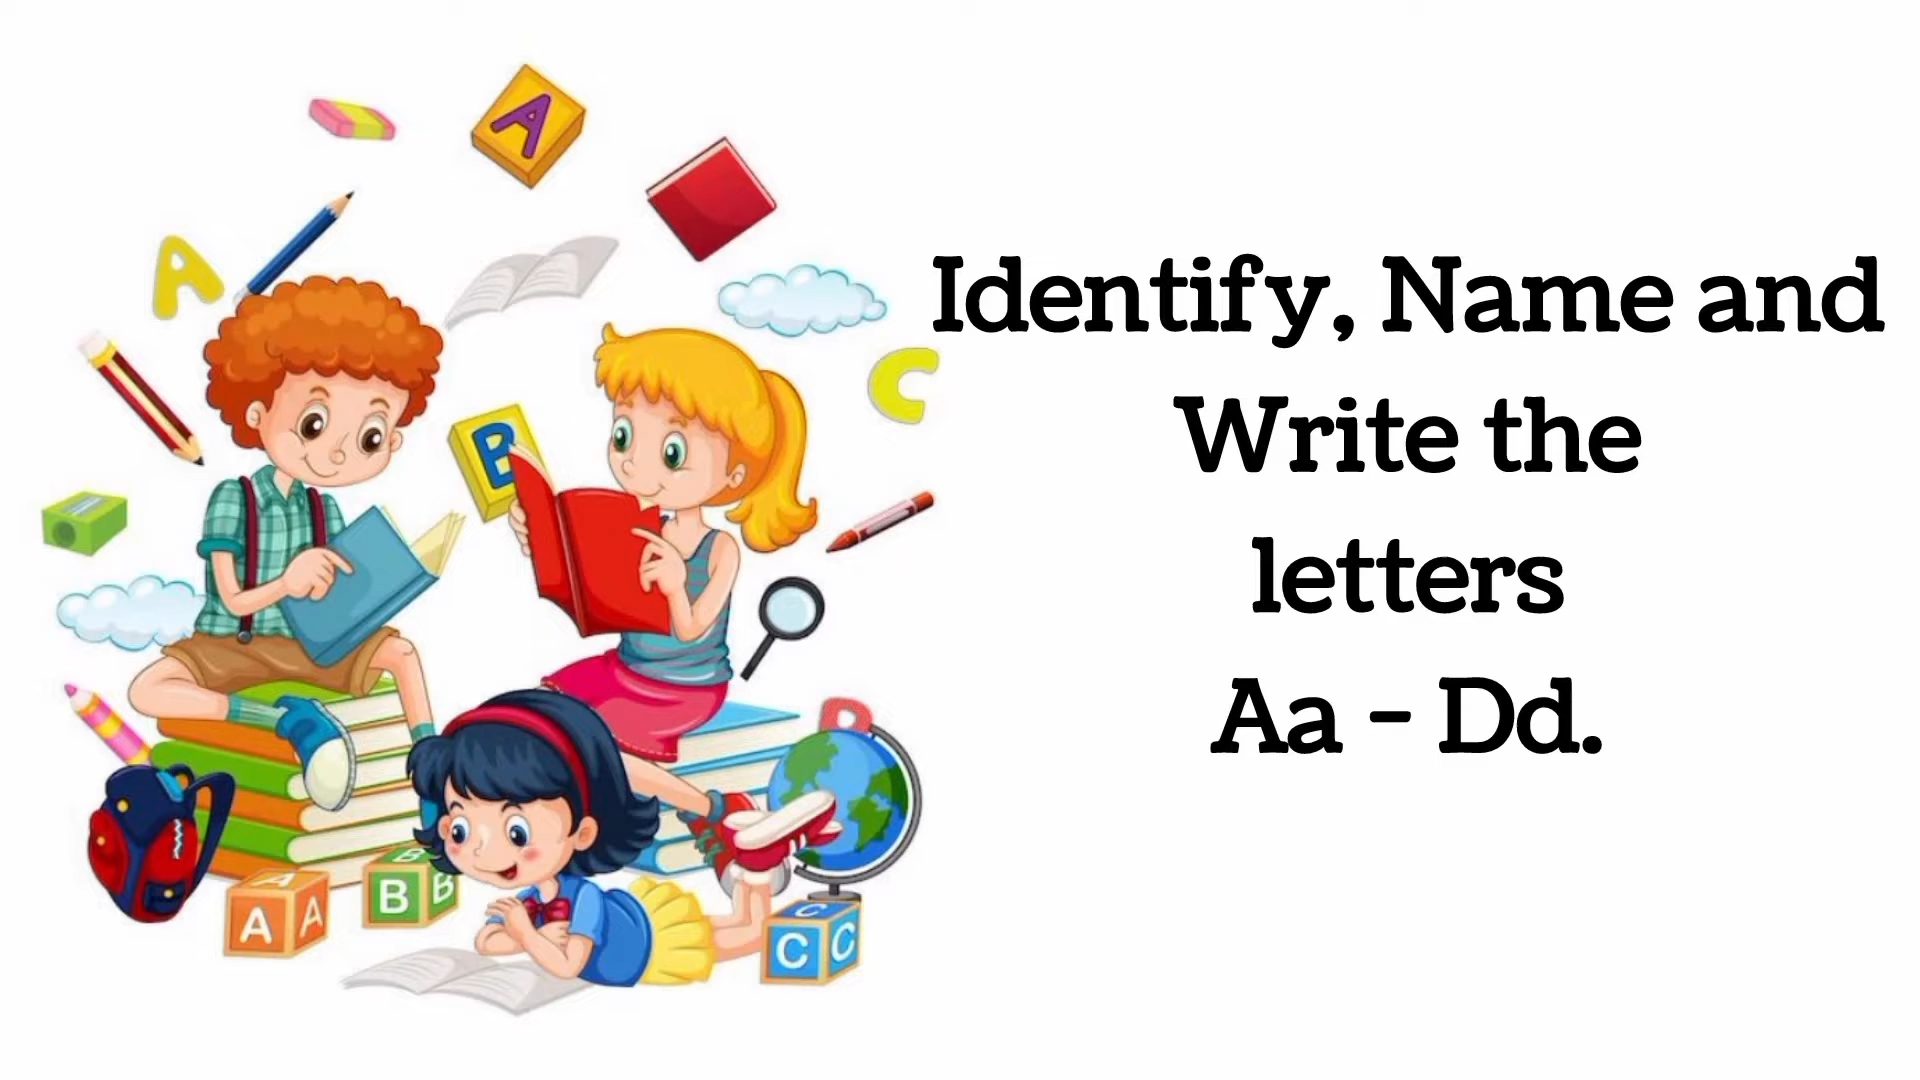 A
A
Identify, Name and
C
Write the
B
letters
Aa - Dd.
B
A A
B B
C
C C